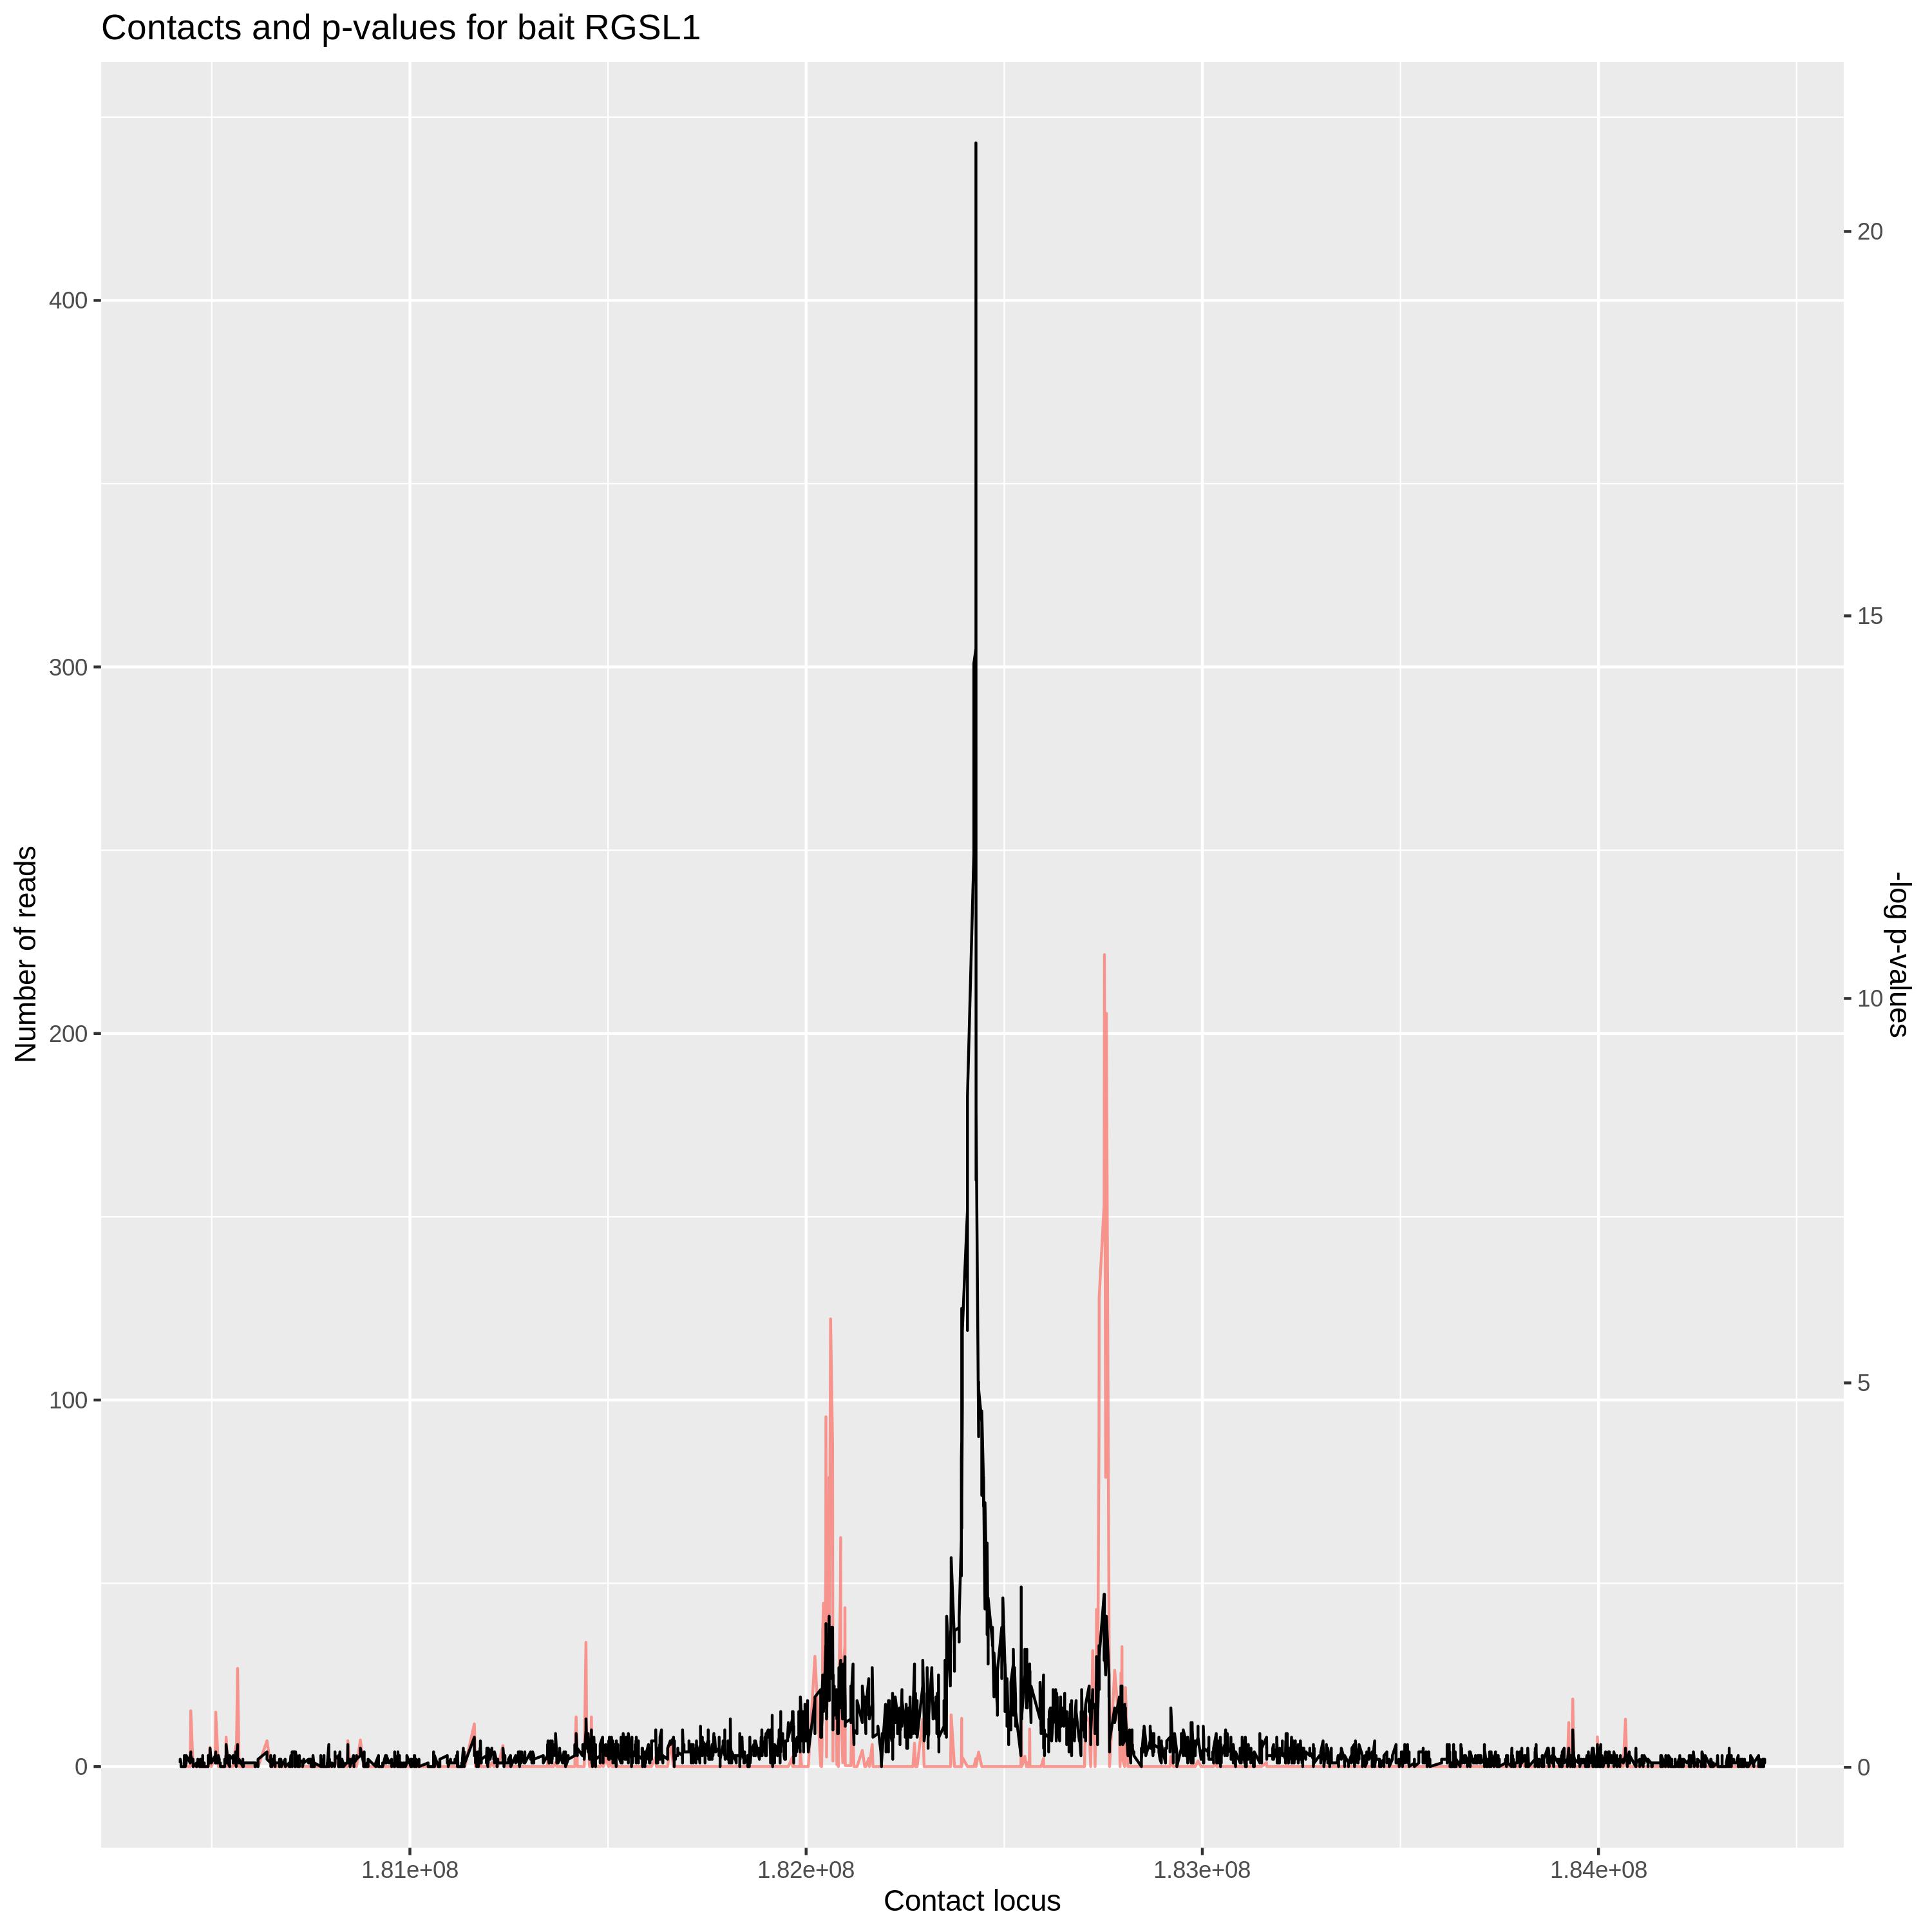 Contacts and p-values for bait RGSL1
Number of reads
400
300
200
100
0
20
15
10
5
0
-log p-values
1.81e+08 1.82e+08 1.83e+08 1.84e+08
Contact locus